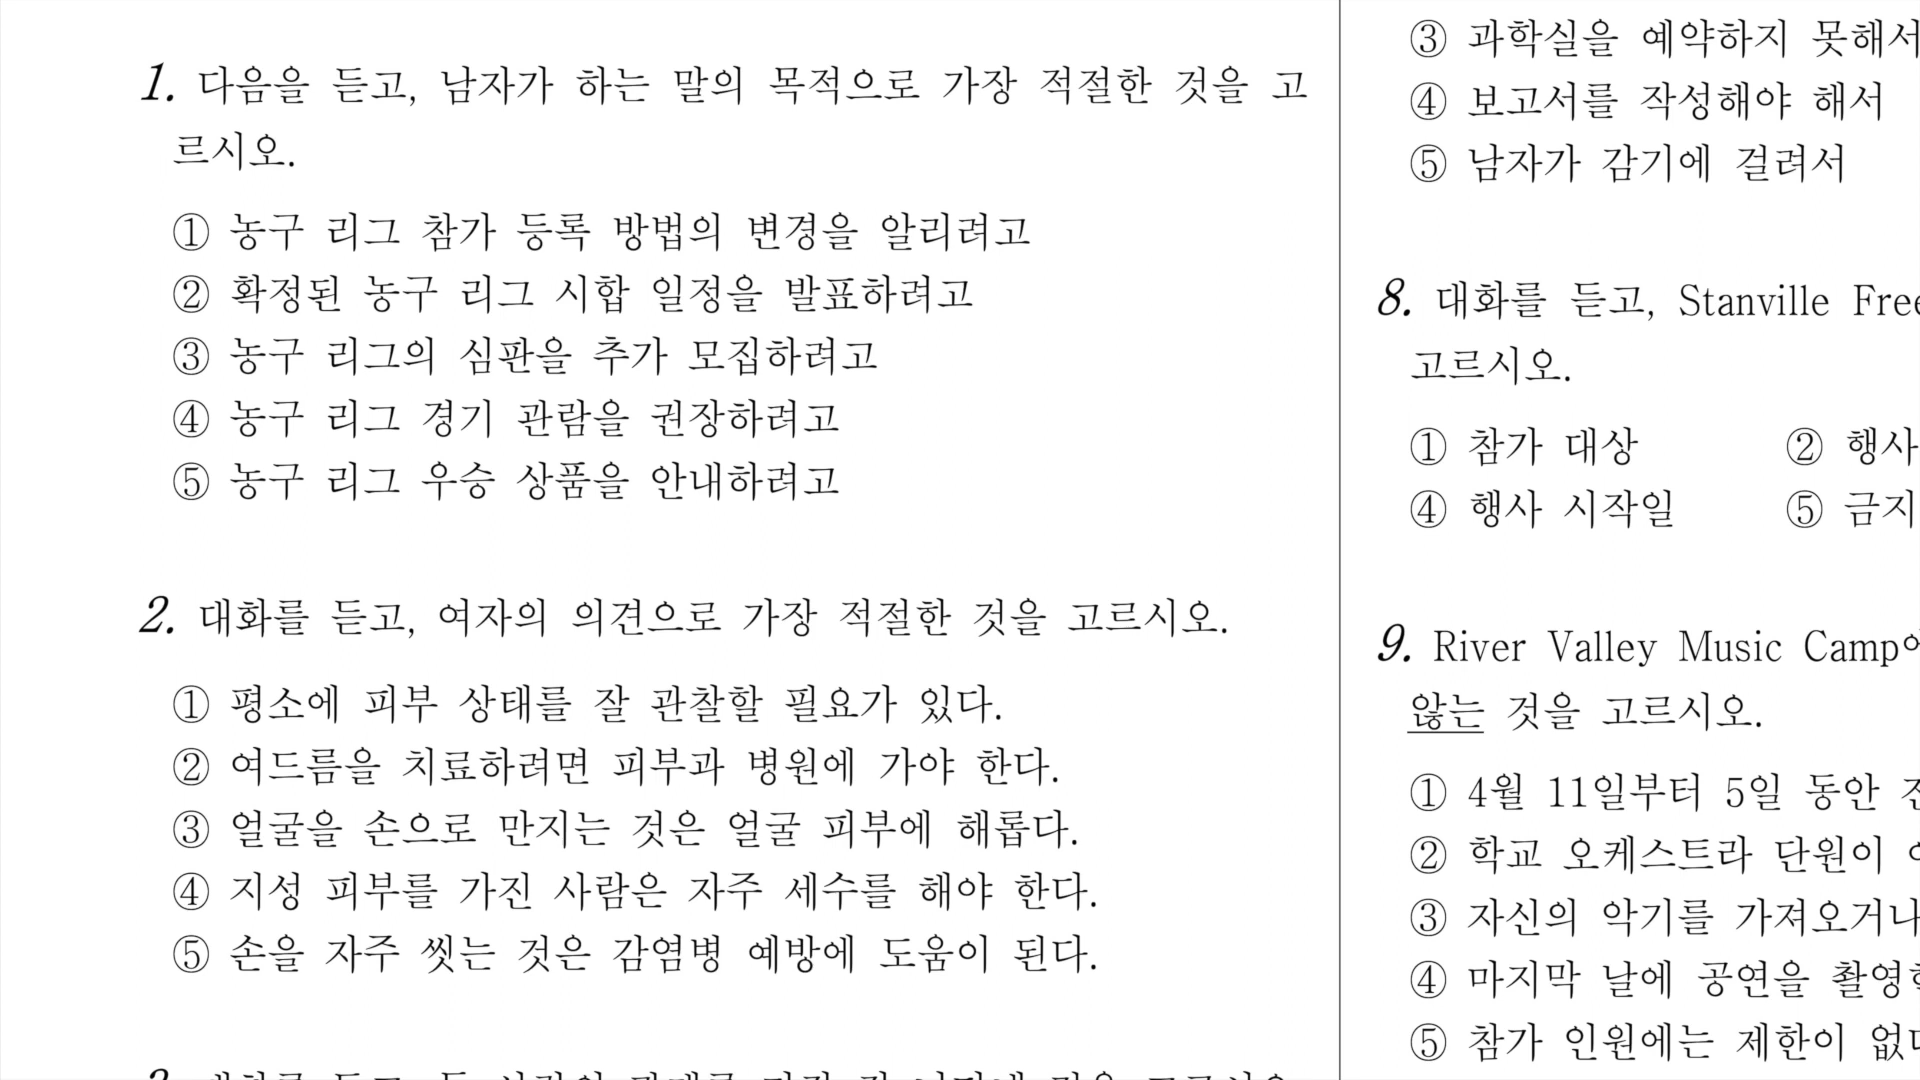 1. 다음을 듣고, 남자가 하는 말의 목적으로 가장 적절한 것을 고
르시오.
① 농구 리그 참가 등록 방법의 변경을 알리려고
② 확정된 농구 리그 시합 일정을 발표하려고
③ 농구 리그의 심판을 추가 모집하려고
④ 농구 리그 경기 관람을 권장하려고
⑤ 농구 리그 우승 상품을 안내하려고
2. 대화를 듣고, 여자의 의견으로 가장 적절한 것을 고르시오.
① 평소에 피부 상태를 잘 관찰할 필요가 있다.
② 여드름을 치료하려면 피부과 병원에 가야 한다.
③ 얼굴을 손으로 만지는 것은 얼굴 피부에 해롭다.
④ 지성 피부를 가진 사람은 자주 세수를 해야 한다.
⑤ 손을 자주 씻는 것은 감염병 예방에 도움이 된다.
③ 과학실을 예약하지 못해서
④ 보고서를 작성해야 해서
⑤ 남자가 감기에 걸려서
8. 대화를 듣고, Stanville Free
고르시오.
① 참가 대상 ② 행사
④ 행사 시작일 ⑤ 금지
9. River Valley Music Camp에
않는 것을 고르시오.
① 4월 11일부터 5일 동안
② 학교 오케스트라 단원이
③ 자신의 악기를 가져오거나
④ 마지막 날에 공연을
⑤ 참가 인원에는 제한이